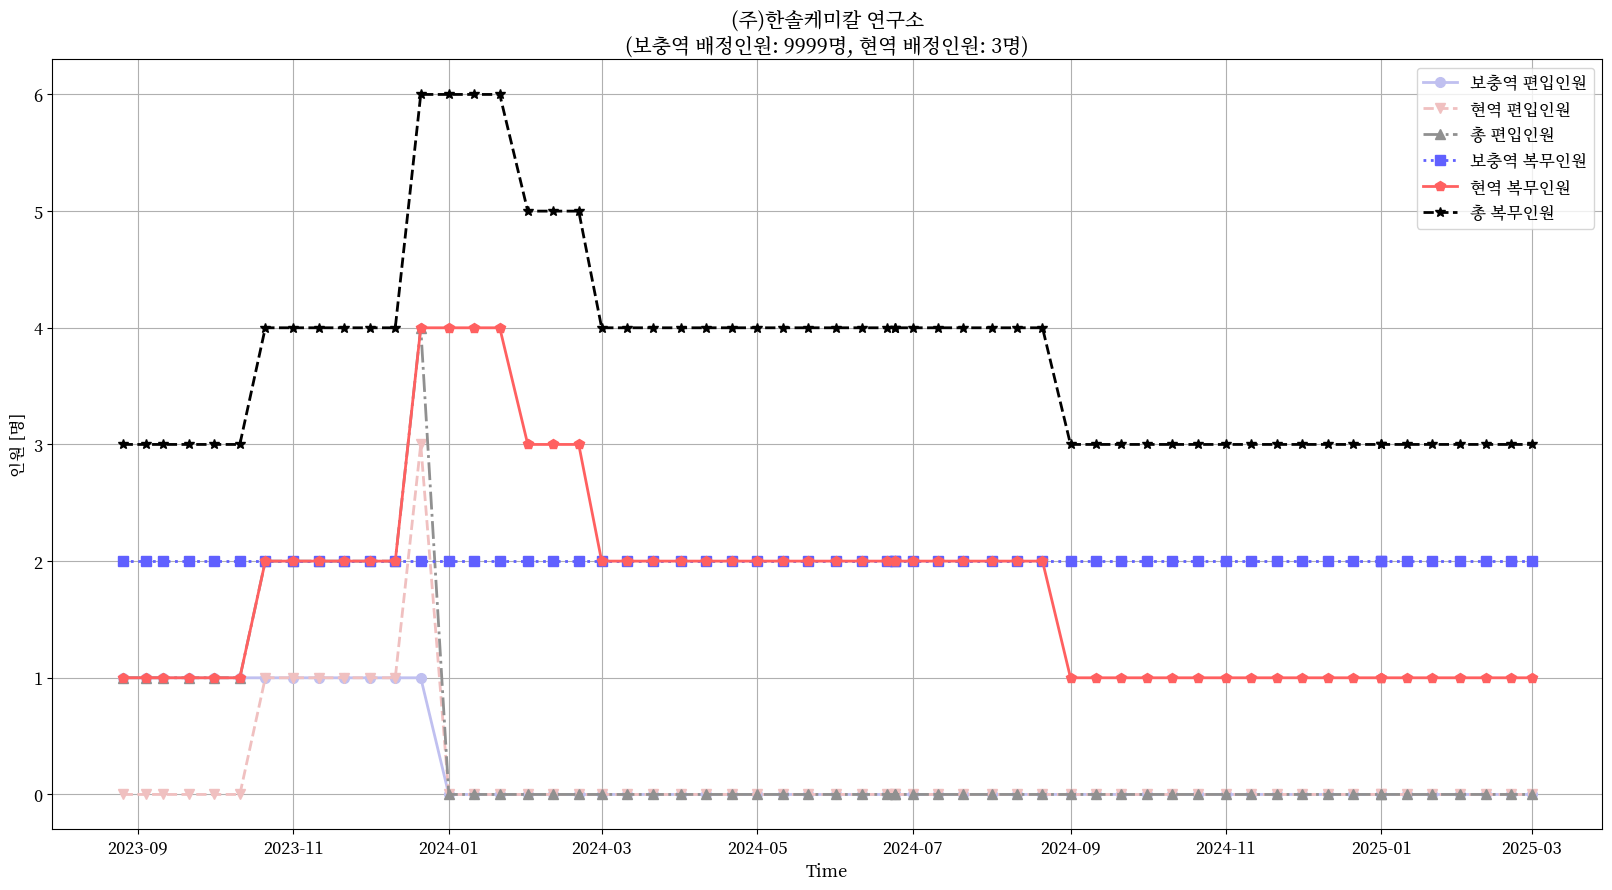 (주)한솔케미칼 연구소
(보충역 배정인원: 9999명, 현역 배정인원: 3명)
보충역 편입인원
현역 편입인원
총 편입인원
보충역 복무인원
현역 복무인원
총 복무인원
인원 [명]
6
5
4
3
2
1
0
2023-09 2023-11 2024-01 2024-03 2024-05 2024-07 2024-09 2024-11 2025-01 2025-03
Time